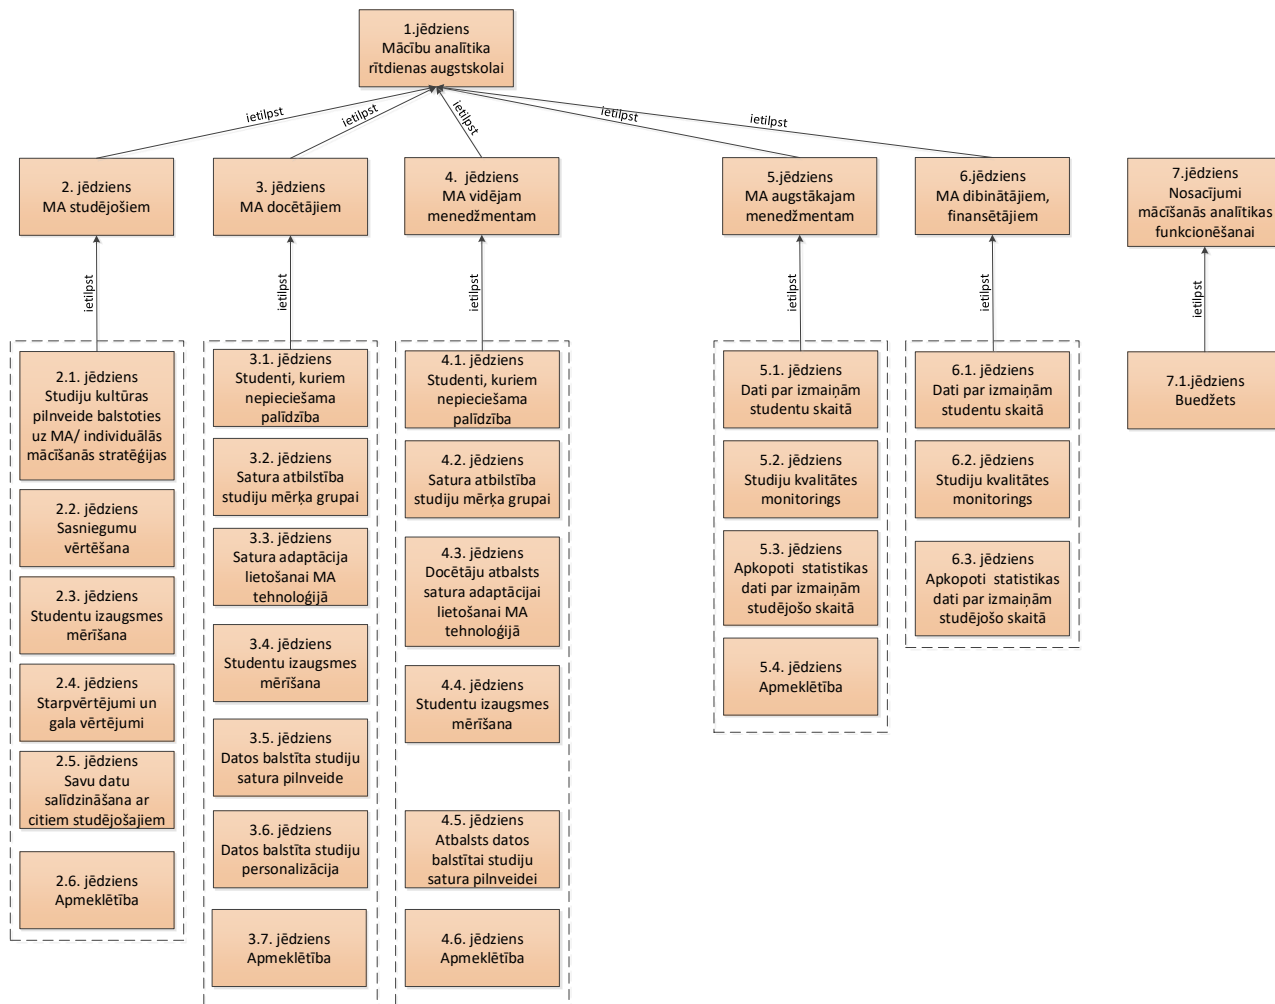 1.jēdziens
Mācību analītika
rītdienas augstskolai
ietilpst
ietilpst
ietilpst
ietilpst
ietilpst
2. jēdziens
MA studējošiem
3. jēdziens
MA docētājiem
4. jēdziens
MA vidējam
menedžmentam
5.jēdziens
MA augstākajam
menedžmentam
6.jēdziens
MA dibinātājiem,
finansētājiem
7.jēdziens
Nosacījumi
mācīšanās analītikas
funkcionēšanai
ietilpst
ietilpst
ietilpst
ietilpst
ietilpst
ietilpst
2.1. jēdziens
Studiju kultūras
pilnveide balstoties
uz MA/ individuālās
mācīšanās stratēģijas
2.2. jēdziens
Sasniegumu
vērtēšana
2.3. jēdziens
Studentu izaugsmes
mērīšana
2.4. jēdziens
Starpvērtējumi un
gala vērtējumi
2.5. jēdziens
Savu datu
salīdzināšana ar
citiem studējošajiem
2.6. jēdziens
Apmeklētība
3.1. jēdziens
Studenti, kuriem
nepieciešama
palīdzība
3.2. jēdziens
Satura atbilstība
studiju mērķa grupai
3.3. jēdziens
Satura adaptācija
lietošanai MA
tehnoloģijā
3.4. jēdziens
Studentu izaugsmes
mērīšana
3.5. jēdziens
Datos balstīta studiju
satura pilnveide
3.6. jēdziens
Datos balstīta studiju
personalizācija
3.7. jēdziens
Apmeklētība
4.1. jēdziens
Studenti, kuriem
nepieciešama
palīdzība
4.2. jēdziens
Satura atbilstība
studiju mērķa grupai
4.3. jēdziens
Docētāju atbalsts
satura adaptācijai
lietošanai MA
tehnoloģijā
4.4. jēdziens
Studentu izaugsmes
mērīšana
4.5. jēdziens
Atbalsts datos
balstītai studiju
satura pilnveidei
4.6. jēdziens
Apmeklētība
5.1. jēdziens
Dati par izmaiņām
studentu skaitā
5.2. jēdziens
Studiju kvalitātes
monitorings
5.3. jēdziens
Apkopoti statistikas
dati par izmaiņām
studējošo skaitā
5.4. jēdziens
Apmeklētība
6.1. jēdziens
Dati par izmaiņām
studentu skaitā
6.2. jēdziens
Studiju kvalitātes
monitorings
6.3. jēdziens
Apkopoti statistikas
dati par izmaiņām
studējošo skaitā
7.1.jēdziens
Buedžets